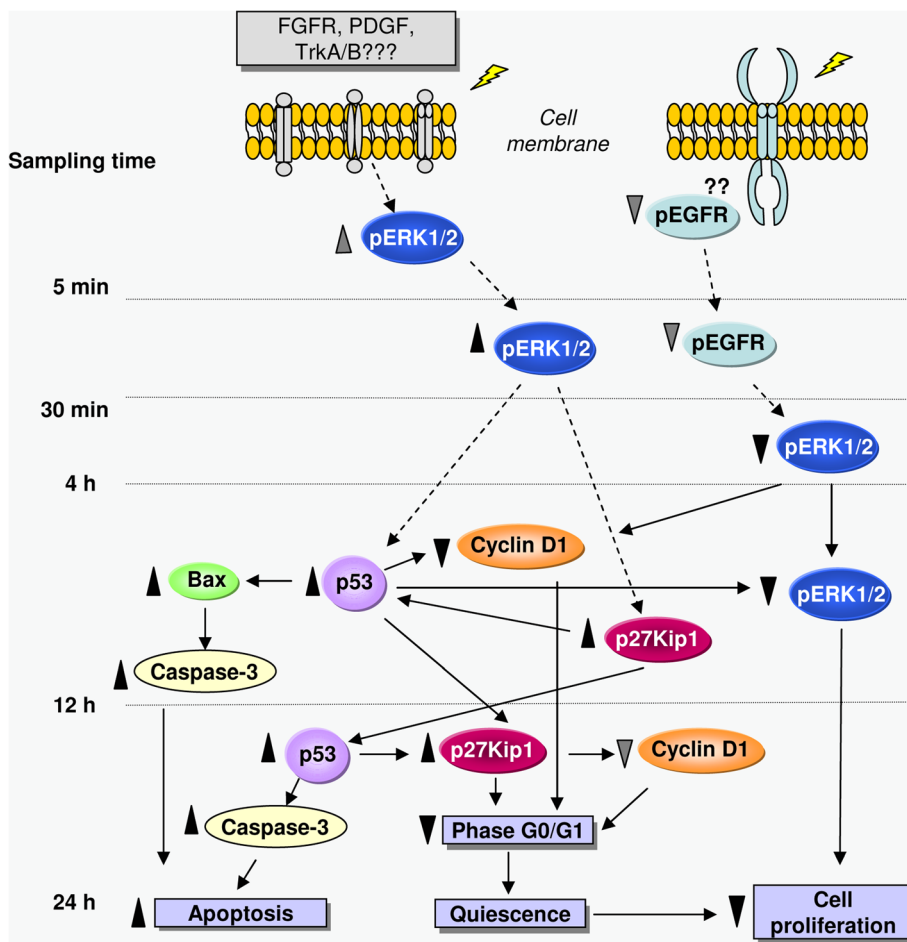 FGFR, PDGF,
TrkA/B???
Cell
membrane
Sampling time
??
pEGFR
pERK1/2
5 min
pERK1/2
pEGFR
30 min
pERK1/2
4 h
Cyclin D1
Bax
p53
pERK1/2
p27Kip1
Caspase-3
12 h
p53
p27Kip1
Cyclin D1
Caspase-3
Phase G0/G1
24 h
Apoptosis
Quiescence
Cell
proliferation